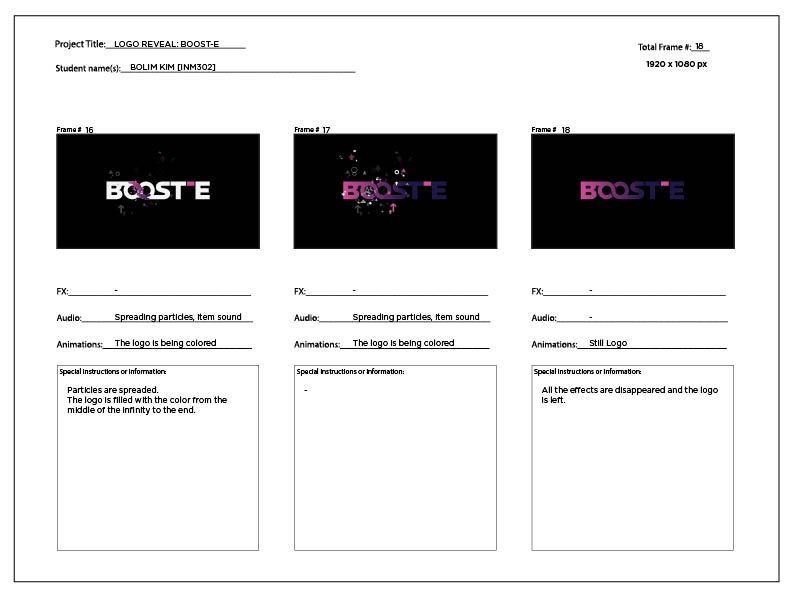 Project Title: LOGO REVEAL: BOOST-E
Total Frame #: 18
Student name(s): BOLIM KIM [INM302]
1920 x 1080 px
Frame # 16
Frame # 17
Frame # 18
BOOST-E
BOOST-E
BOOST-E
FX: -
FX: -
FX: -
Audio: Spreading particles, item sound
Audio: Spreading particles, item sound
Audio: -
Animations: The logo is being colored
Animations: The logo is being colored
Animations: Still Logo
Special instructions or information:
Particles are spreaded.
The logo is filled with the color from the
middle of the infinity to the end.
Special instructions or information:
-
Special instructions or information:
All the effects are disappeared and the logo
is left.